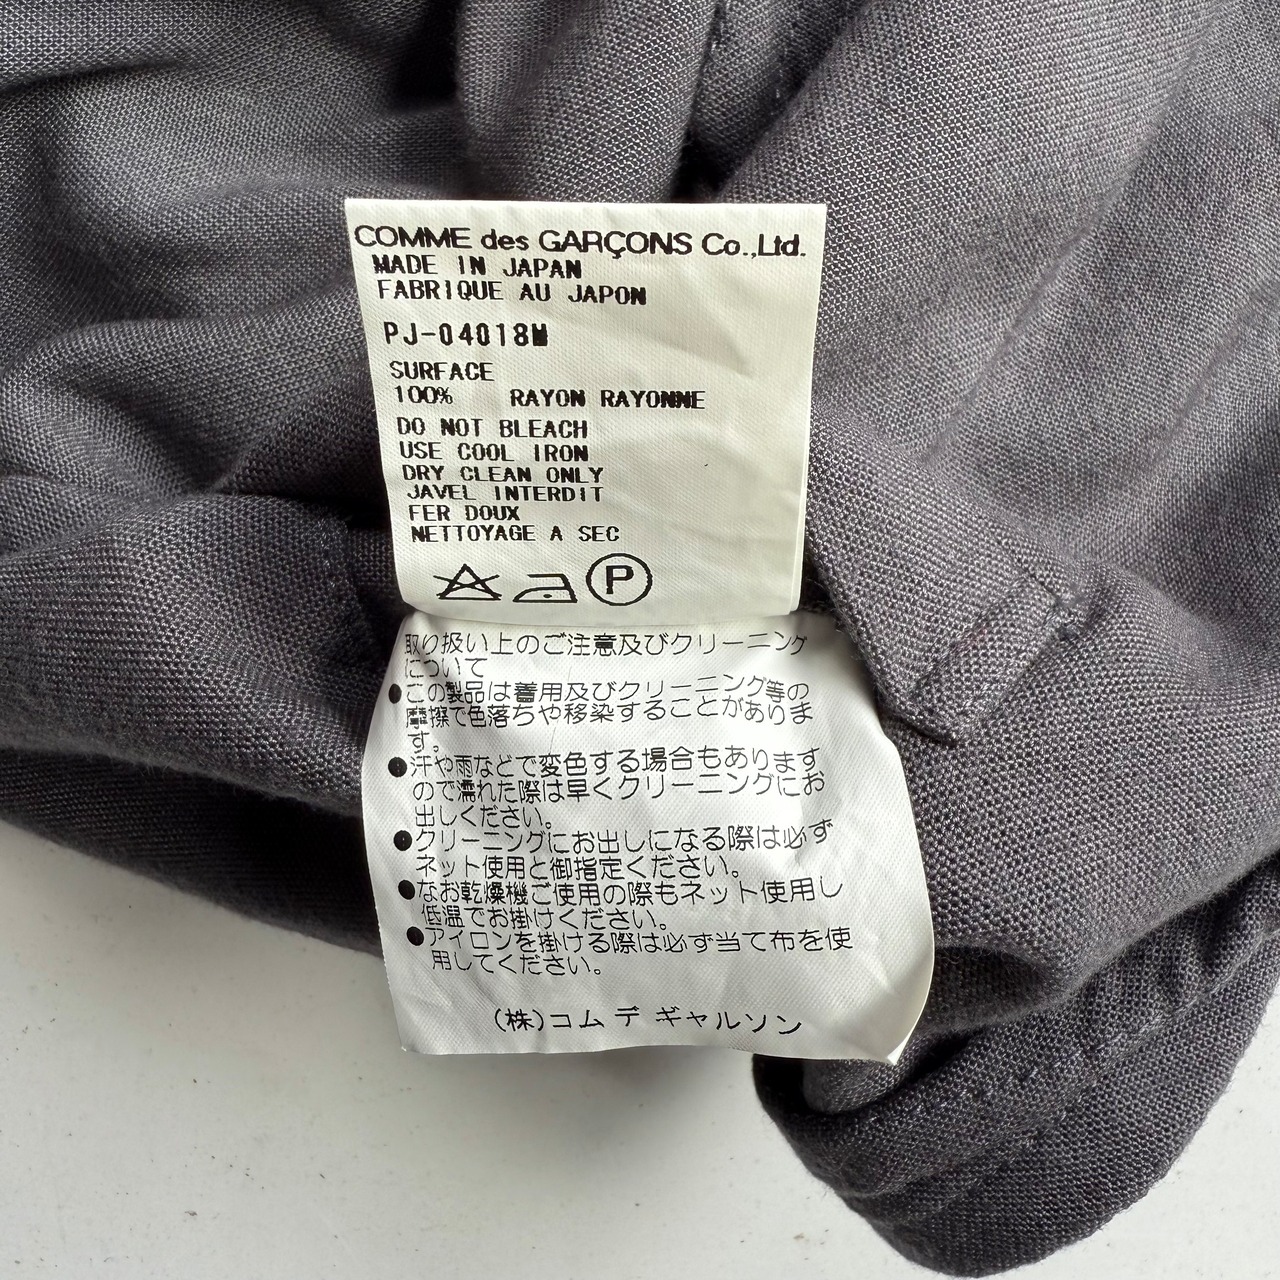 COMME des GARÇONS Co.,Ltd.
MADE IN JAPAN
FABRIQUE AU JAPON
PJ-04018M
SURFACE
100% RAYON RAYONNE
DO NOT BLEACH
USE COOL IRON
DRY CLEAN ONLY
JAVEL INTERDIT
FER DOUX
NETTOYAGE A SEC
P
取り扱い上のご注意及びクリーニング
について
●この製品は着用及びクリーニング等の
摩擦で色落ちや移染することがありま
す。
●汗や雨などで変色する場合もあります
ので濡れた際は早くクリーニングにお
出しください。
●クリーニングにお出しになる際は必ず
ネット使用と御指定ください。
●なお乾燥機ご使用の際もネット使用し
低温でお掛けください。
●アイロンを掛ける際は必ず当て布を使
用してください。
(株)コム デ ギャルソン